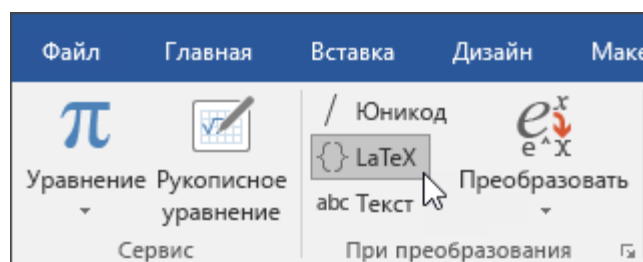 Файл Главная Вставка Дизайн Маке
π √ / Юникод e^x
{} LaTeX e^x
Уравнение Рукописное уравнение abc Текст Преобразовать
Сервис При преобразования